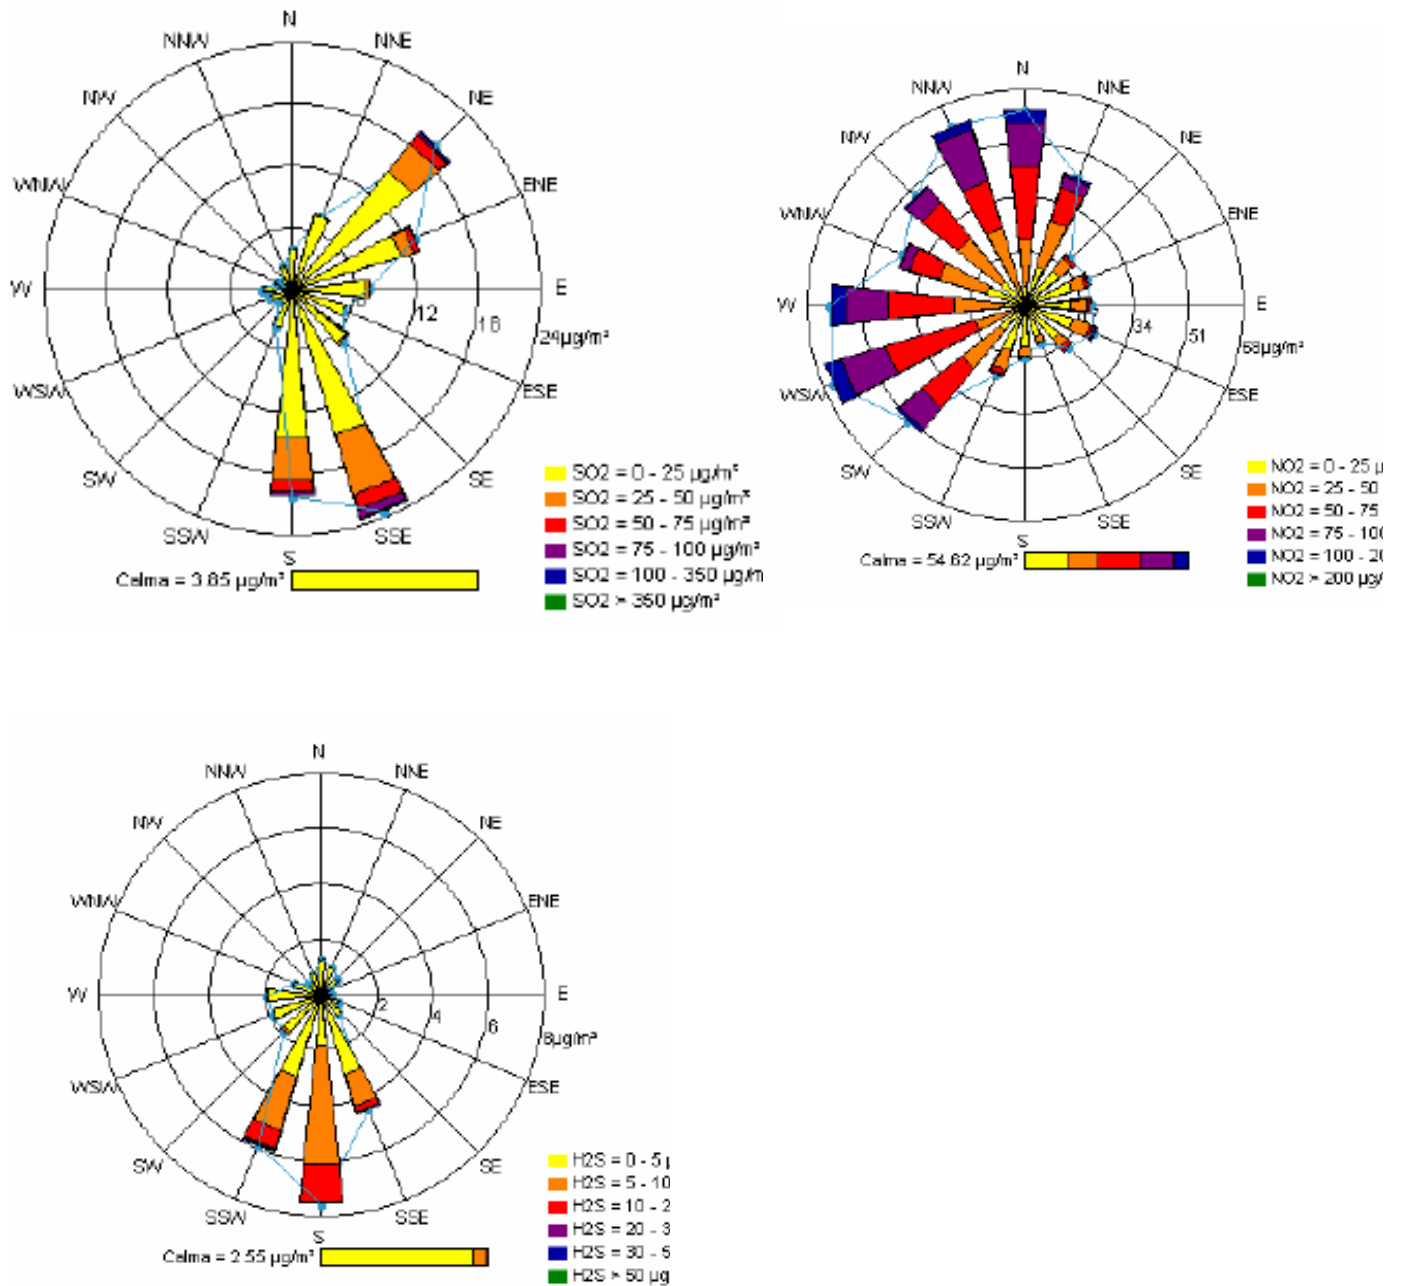 N
NNW
NNE
NW
NE
WNW
ENE
W
E
12
18
24µg/m³
WSW
ESE
SW
SE
SSW
SSE
S
Calma = 3.85 µg/m³
SO2 = 0 - 25 µg/m³
SO2 = 25 - 50 µg/m³
SO2 = 50 - 75 µg/m³
SO2 = 75 - 100 µg/m³
SO2 = 100 - 350 µg/m
SO2 > 350 µg/m³
N
NNW
NNE
NW
NE
WNW
ENE
W
E
34
51
68µg/m³
WSW
ESE
SW
SE
SSW
SSE
S
Calma = 54.62 µg/m³
NO2 = 0 - 25 µ
NO2 = 25 - 50
NO2 = 50 - 75
NO2 = 75 - 100
NO2 = 100 - 20
NO2 > 200 µg/
N
NNW
NNE
NW
NE
WNW
ENE
W
E
2
4
6
8µg/m³
WSW
ESE
SW
SE
SSW
SSE
S
Calma = 2.55 µg/m³
H2S = 0 - 5
H2S = 5 - 10
H2S = 10 - 2
H2S = 20 - 3
H2S = 30 - 5
H2S > 50 µg